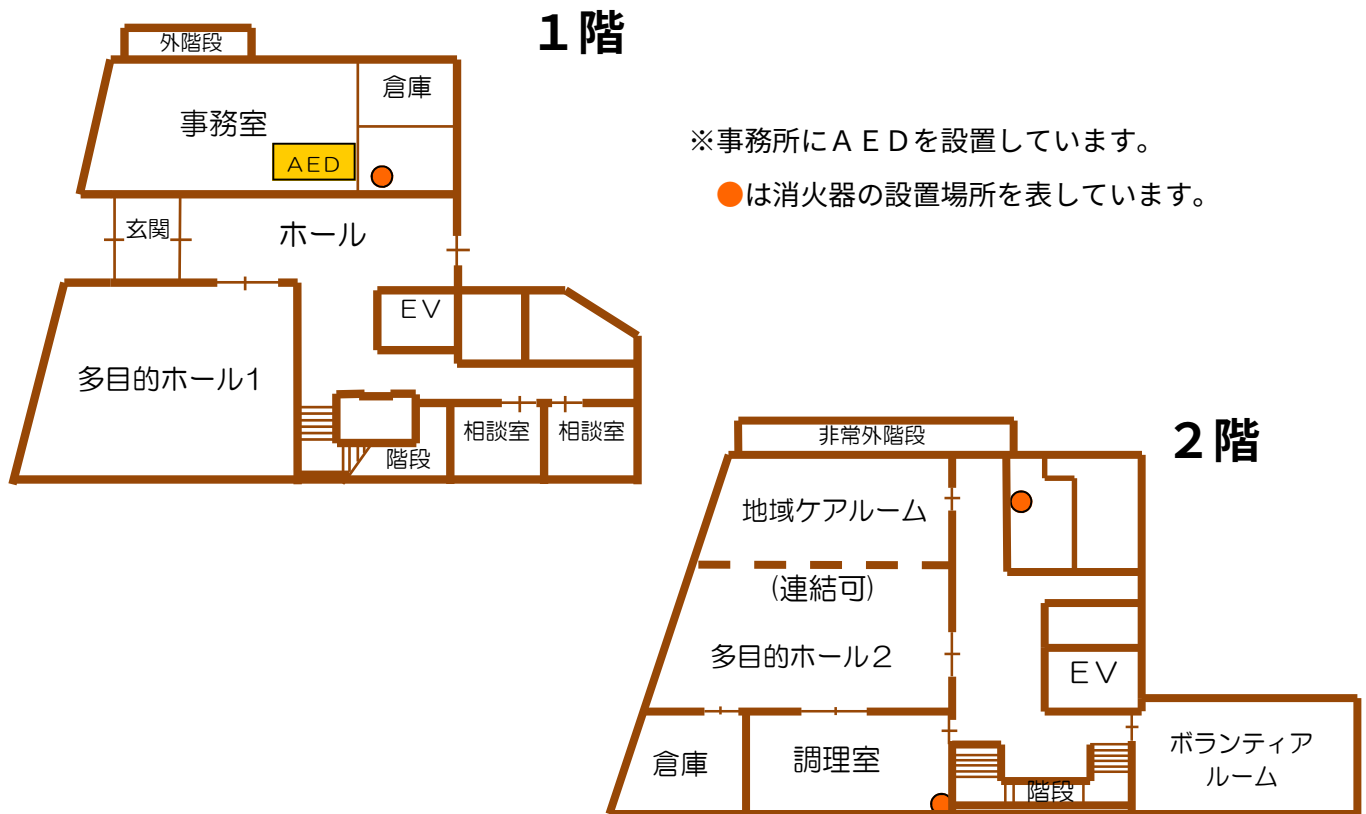 １階
外階段
倉庫
事務室
ＡＥＤ
※事務所にＡＥＤを設置しています。
●は消火器の設置場所を表しています。
玄関
ホール
ＥＶ
多目的ホール１
相談室
相談室
階段
２階
非常外階段
地域ケアルーム
(連結可)
多目的ホール２
ＥＶ
倉庫
調理室
階段
ボランティア
ルーム